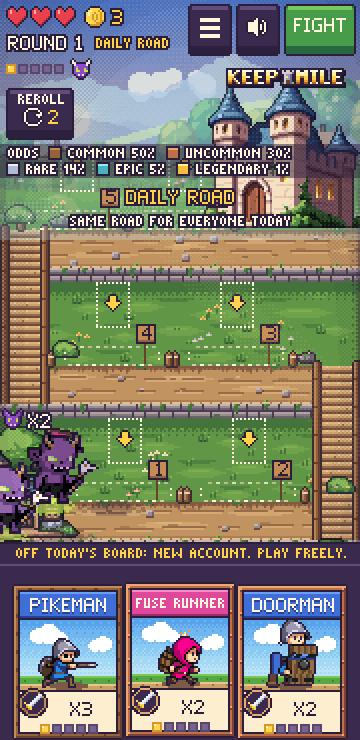 3
FIGHT
ROUND 1 DAILY ROAD
KEEP MILE
REROLL
2
ODDS COMMON 50% UNCOMMON 30%
RARE 14% EPIC 5% LEGENDARY 1%
5 DAILY ROAD
SAME ROAD FOR EVERYONE TODAY
4
3
X2
1
2
OFF TODAY'S BOARD: NEW ACCOUNT. PLAY FREELY.
PIKEMAN
FUSE RUNNER
DOORMAN
X3
X2
X2